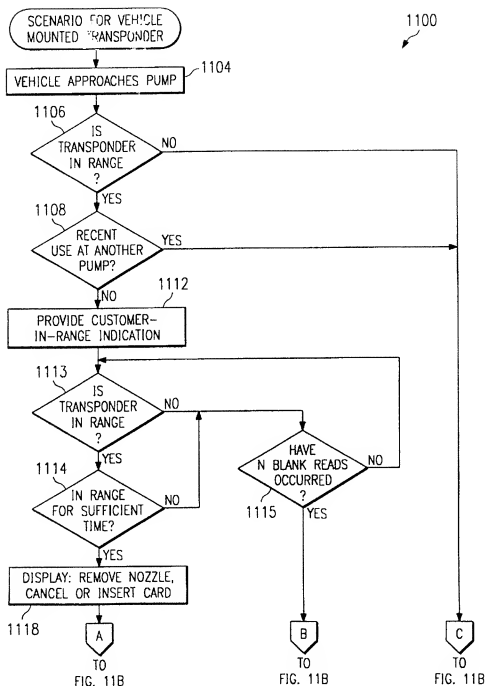 SCENARIO FOR VEHICLE
MOUNTED TRANSPONDER
1100
1104
VEHICLE APPROACHES PUMP
1106
IS
TRANSPONDER
IN RANGE
?
NO
YES
1108
RECENT
USE AT ANOTHER
PUMP?
YES
NO
1112
PROVIDE CUSTOMER–
IN–RANGE INDICATION
1113
IS
TRANSPONDER
IN RANGE
?
NO
YES
HAVE
N BLANK READS
OCCURRED
?
NO
1115
YES
1114
IN RANGE
FOR SUFFICIENT
TIME?
NO
YES
DISPLAY: REMOVE NOZZLE,
CANCEL OR INSERT CARD
1118
A
TO
FIG. 11B
B
TO
FIG. 11B
C
TO
FIG. 11B